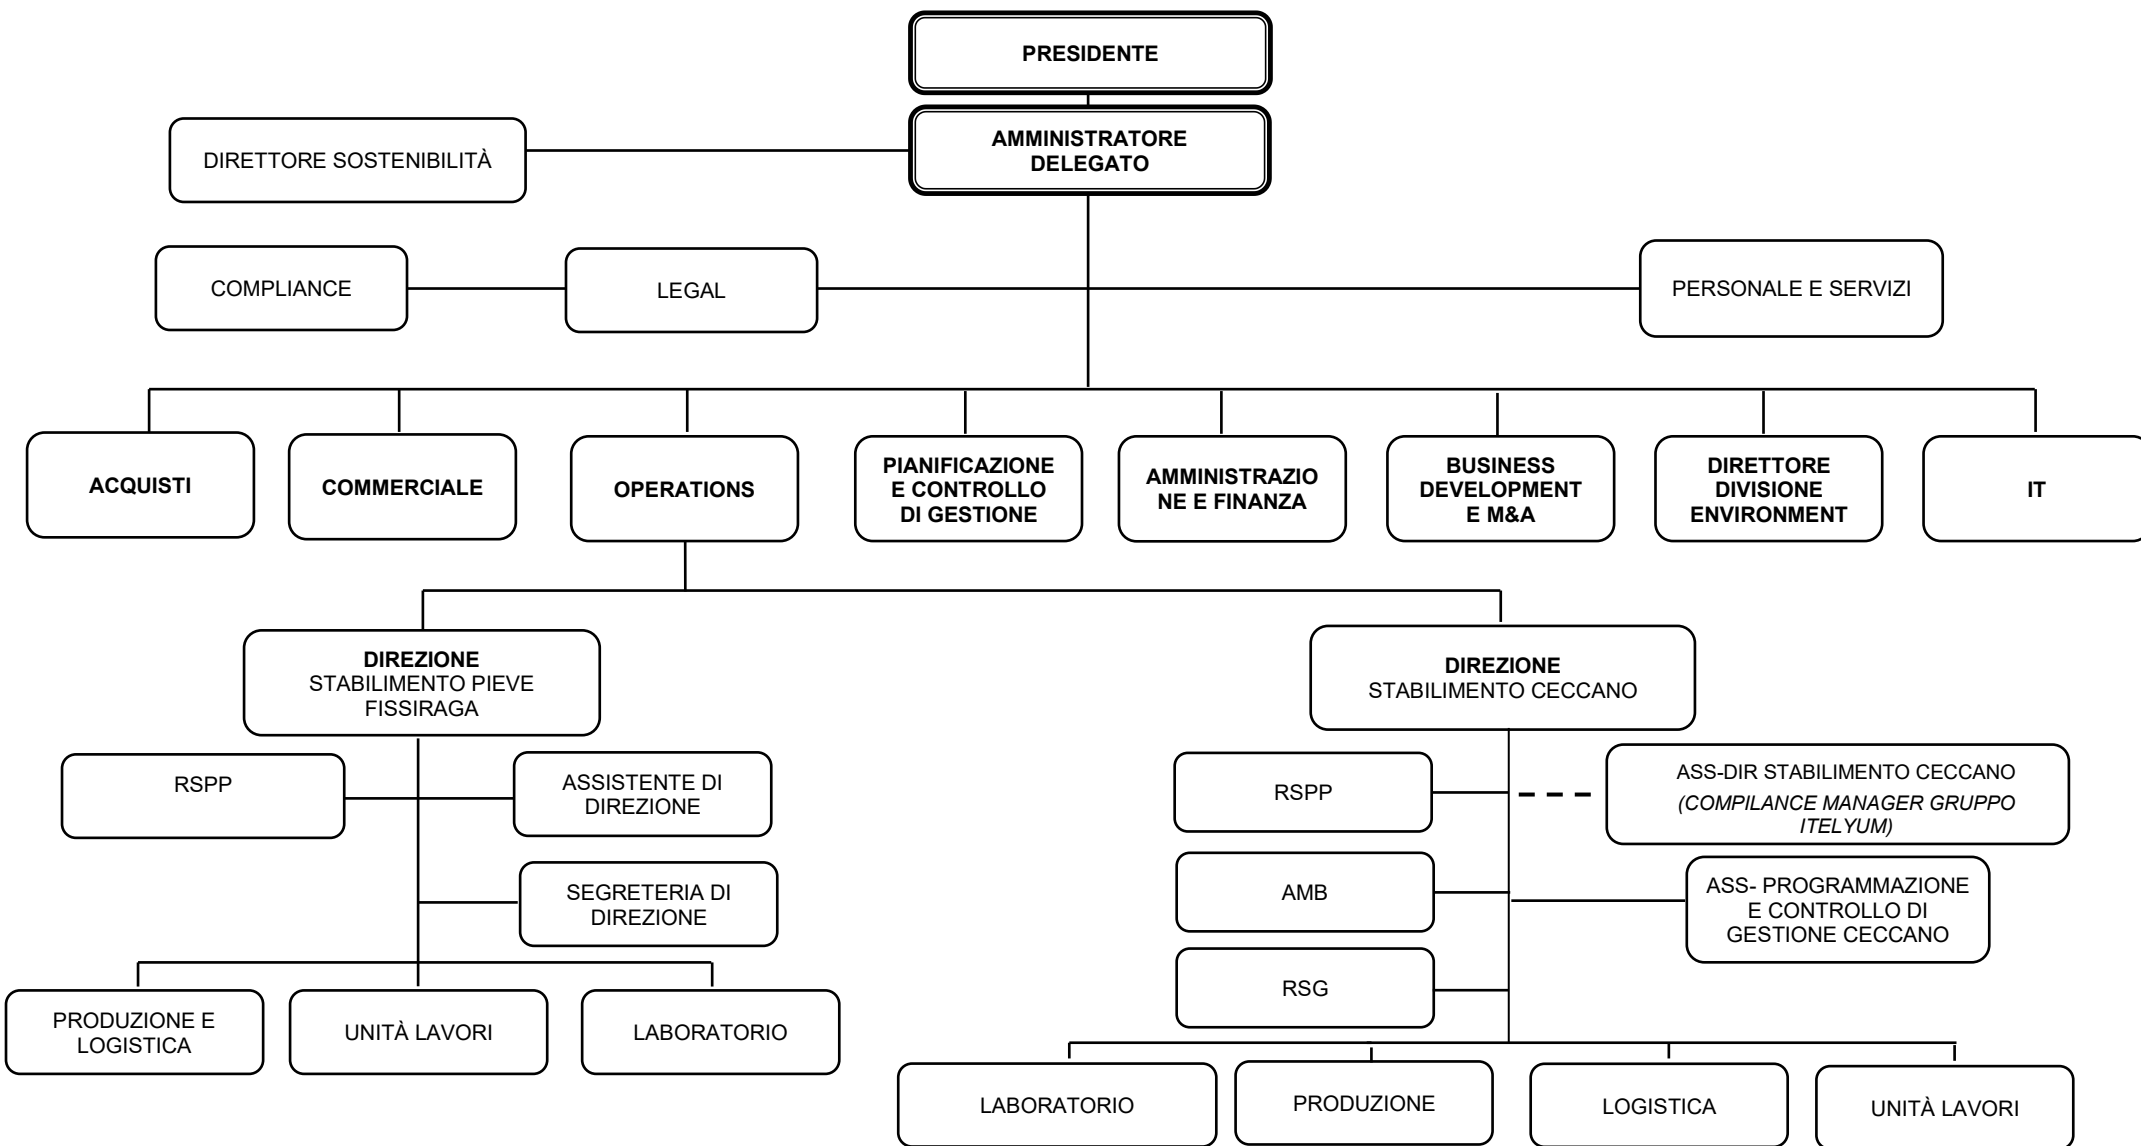 PRESIDENTE
AMMINISTRATORE
DELEGATO
DIRETTORE SOSTENIBILITÀ
COMPLIANCE
LEGAL
PERSONALE E SERVIZI
ACQUISTI
COMMERCIALE
OPERATIONS
PIANIFICAZIONE
E CONTROLLO
DI GESTIONE
AMMINISTRAZIO
NE E FINANZA
BUSINESS
DEVELOPMENT
E M&A
DIRETTORE
DIVISIONE
ENVIRONMENT
IT
DIREZIONE
STABILIMENTO PIEVE
FISSIRAGA
DIREZIONE
STABILIMENTO CECCANO
RSPP
ASSISTENTE DI
DIREZIONE
SEGRETERIA DI
DIREZIONE
PRODUZIONE E
LOGISTICA
UNITÀ LAVORI
LABORATORIO
RSPP
ASS-DIR STABILIMENTO CECCANO
(COMPILANCE MANAGER GRUPPO
ITELYUM)
AMB
ASS- PROGRAMMAZIONE
E CONTROLLO DI
GESTIONE CECCANO
RSG
LABORATORIO
PRODUZIONE
LOGISTICA
UNITÀ LAVORI